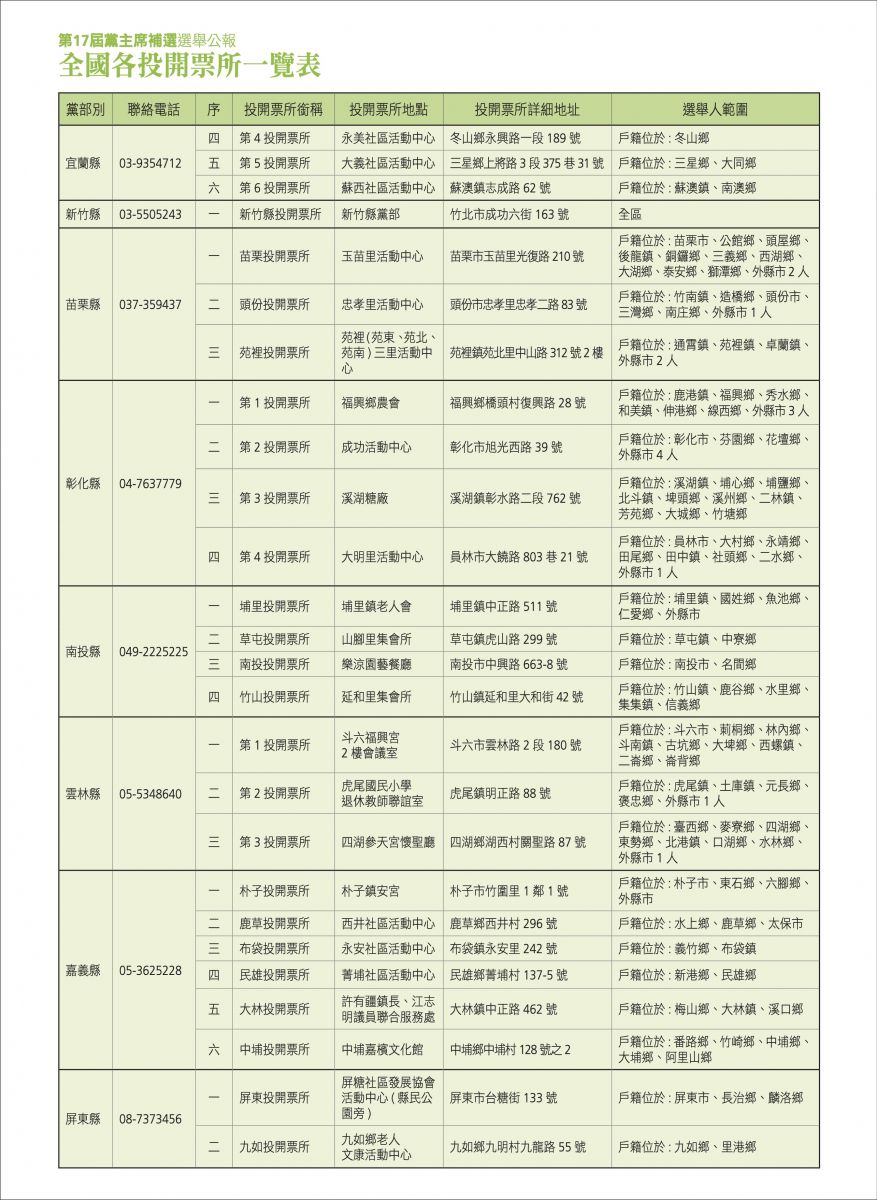 第17屆黨主席補選選舉公報
全國各投開票所一覽表
黨部別 聯絡電話 序 投開票所銜稱 投開票所地點 投開票所詳細地址 選舉人範圍
宜蘭縣 03-9354712
四 第 4 投開票所 永美社區活動中心 冬山鄉永興路一段 189 號 戶籍位於 : 冬山鄉
五 第 5 投開票所 大義社區活動中心 三星鄉上將路 3 段 375 巷 31 號 戶籍位於 : 三星鄉、大同鄉
六 第 6 投開票所 蘇西社區活動中心 蘇澳鎮志成路 62 號 戶籍位於 : 蘇澳鎮、南澳鄉
新竹縣 03-5505243 一 新竹縣投開票所 新竹縣黨部 竹北市成功六街 163 號 全區
苗栗縣 037-359437
一 苗栗投開票所 玉苗里活動中心 苗栗市玉苗里光復路 210 號
戶籍位於 : 苗栗市、公館鄉、頭屋鄉、
後龍鎮、銅鑼鄉、三義鄉、西湖鄉、
大湖鄉、泰安鄉、獅潭鄉、外縣市 2 人
二 頭份投開票所 忠孝里活動中心 頭份市忠孝里忠孝二路 83 號
戶籍位於 : 竹南鎮、造橋鄉、頭份市、
三灣鄉、南庄鄉、外縣市 1 人
三 苑裡投開票所
苑裡 ( 苑東、苑北、
苑南 ) 三里活動中
心
苑裡鎮苑北里中山路 312 號 2 樓
戶籍位於 : 通霄鎮、苑裡鎮、卓蘭鎮、
外縣市 2 人
彰化縣 04-7637779
一 第 1 投開票所 福興鄉農會 福興鄉橋頭村復興路 28 號
戶籍位於 : 鹿港鎮、福興鄉、秀水鄉、
和美鎮、伸港鄉、線西鄉、外縣市 3 人
二 第 2 投開票所 成功活動中心 彰化市旭光西路 39 號
戶籍位於 : 彰化市、芬園鄉、花壇鄉、
外縣市 4 人
三 第 3 投開票所 溪湖糖廠 溪湖鎮彰水路二段 762 號
戶籍位於 : 溪湖鎮、埔心鄉、埔鹽鄉、
北斗鎮、埤頭鄉、溪州鄉、二林鎮、
芳苑鄉、大城鄉、竹塘鄉
四 第 4 投開票所 大明里活動中心 員林市大饒路 803 巷 21 號
戶籍位於 : 員林市、大村鄉、永靖鄉、
田尾鄉、田中鎮、社頭鄉、二水鄉、
外縣市 1 人
南投縣 049-2225225
一 埔里投開票所 埔里鎮老人會 埔里鎮中正路 511 號
戶籍位於 : 埔里鎮、國姓鄉、魚池鄉、
仁愛鄉、外縣市
二 草屯投開票所 山腳里集會所 草屯鎮虎山路 299 號 戶籍位於 : 草屯鎮、中寮鄉
三 南投投開票所 樂涼園藝餐廳 南投市中興路 663-8 號 戶籍位於 : 南投市、名間鄉
四 竹山投開票所 延和里集會所 竹山鎮延和里大和街 42 號
戶籍位於 : 竹山鎮、鹿谷鄉、水里鄉、
集集鎮、信義鄉
雲林縣 05-5348640
一 第 1 投開票所
斗六福興宮
2 樓會議室
斗六市雲林路 2 段 180 號
戶籍位於 : 斗六市、莿桐鄉、林內鄉、
斗南鎮、古坑鄉、大埤鄉、西螺鎮、
二崙鄉、崙背鄉
二 第 2 投開票所
虎尾國民小學
退休教師聯誼室
虎尾鎮明正路 88 號
戶籍位於 : 虎尾鎮、土庫鎮、元長鄉、
褒忠鄉、外縣市 1 人
三 第 3 投開票所 四湖參天宮懷聖廳 四湖鄉湖西村關聖路 87 號
戶籍位於 : 臺西鄉、麥寮鄉、四湖鄉、
東勢鄉、北港鎮、口湖鄉、水林鄉、
外縣市 1 人
嘉義縣 05-3625228
一 朴子投開票所 朴子鎮安宮 朴子市竹圍里 1 鄰 1 號
戶籍位於 : 朴子市、東石鄉、六腳鄉、
外縣市
二 鹿草投開票所 西井社區活動中心 鹿草鄉西井村 296 號 戶籍位於 : 水上鄉、鹿草鄉、太保市
三 布袋投開票所 永安社區活動中心 布袋鎮永安里 242 號 戶籍位於 : 義竹鄉、布袋鎮
四 民雄投開票所 菁埔社區活動中心 民雄鄉菁埔村 137-5 號 戶籍位於 : 新港鄉、民雄鄉
五 大林投開票所
許有疆鎮長、江志
明議員聯合服務處
大林鎮中正路 462 號 戶籍位於 : 梅山鄉、大林鎮、溪口鄉
六 中埔投開票所 中埔嘉檳文化館 中埔鄉中埔村 128 號之 2
戶籍位於 : 番路鄉、竹崎鄉、中埔鄉、
大埔鄉、阿里山鄉
屏東縣 08-7373456
一 屏東投開票所
屏糖社區發展協會
活動中心 ( 縣民公
園旁 )
屏東市台糖街 133 號 戶籍位於 : 屏東市、長治鄉、麟洛鄉
二 九如投開票所
九如鄉老人
文康活動中心
九如鄉九明村九龍路 55 號 戶籍位於 : 九如鄉、里港鄉